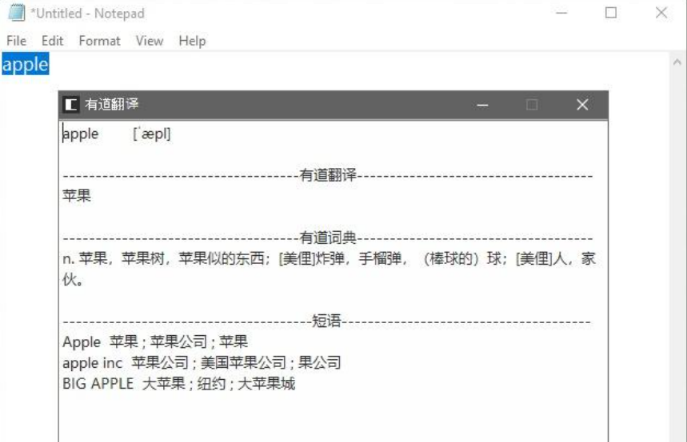 *Untitled - Notepad
File Edit Format View Help
apple
有道翻译
apple [ˈæpl]
----------------------------------有道翻译----------------------------------
苹果
----------------------------------有道词典----------------------------------
n. 苹果，苹果树，苹果似的东西；[美俚]炸弹，手榴弹，（棒球的）球；[美俚]人，家
伙。
------------------------------------短语------------------------------------
Apple 苹果 ; 苹果公司 ; 苹果
apple inc 苹果公司 ; 美国苹果公司 ; 果公司
BIG APPLE 大苹果 ; 纽约 ; 大苹果城